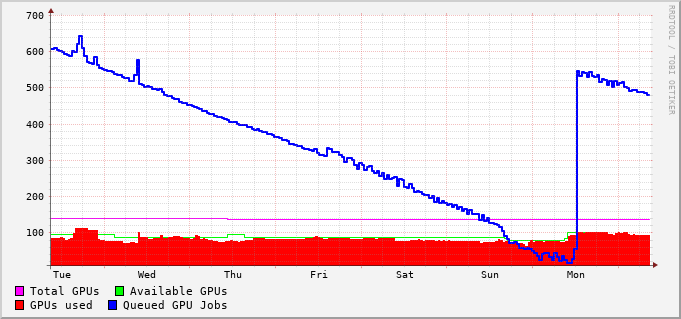 700
600
500
400
300
200
100
Tue Wed Thu Fri Sat Sun Mon
Total GPUs Available GPUs
GPUs used Queued GPU Jobs
RRDTOOL / TOBI OETIKER